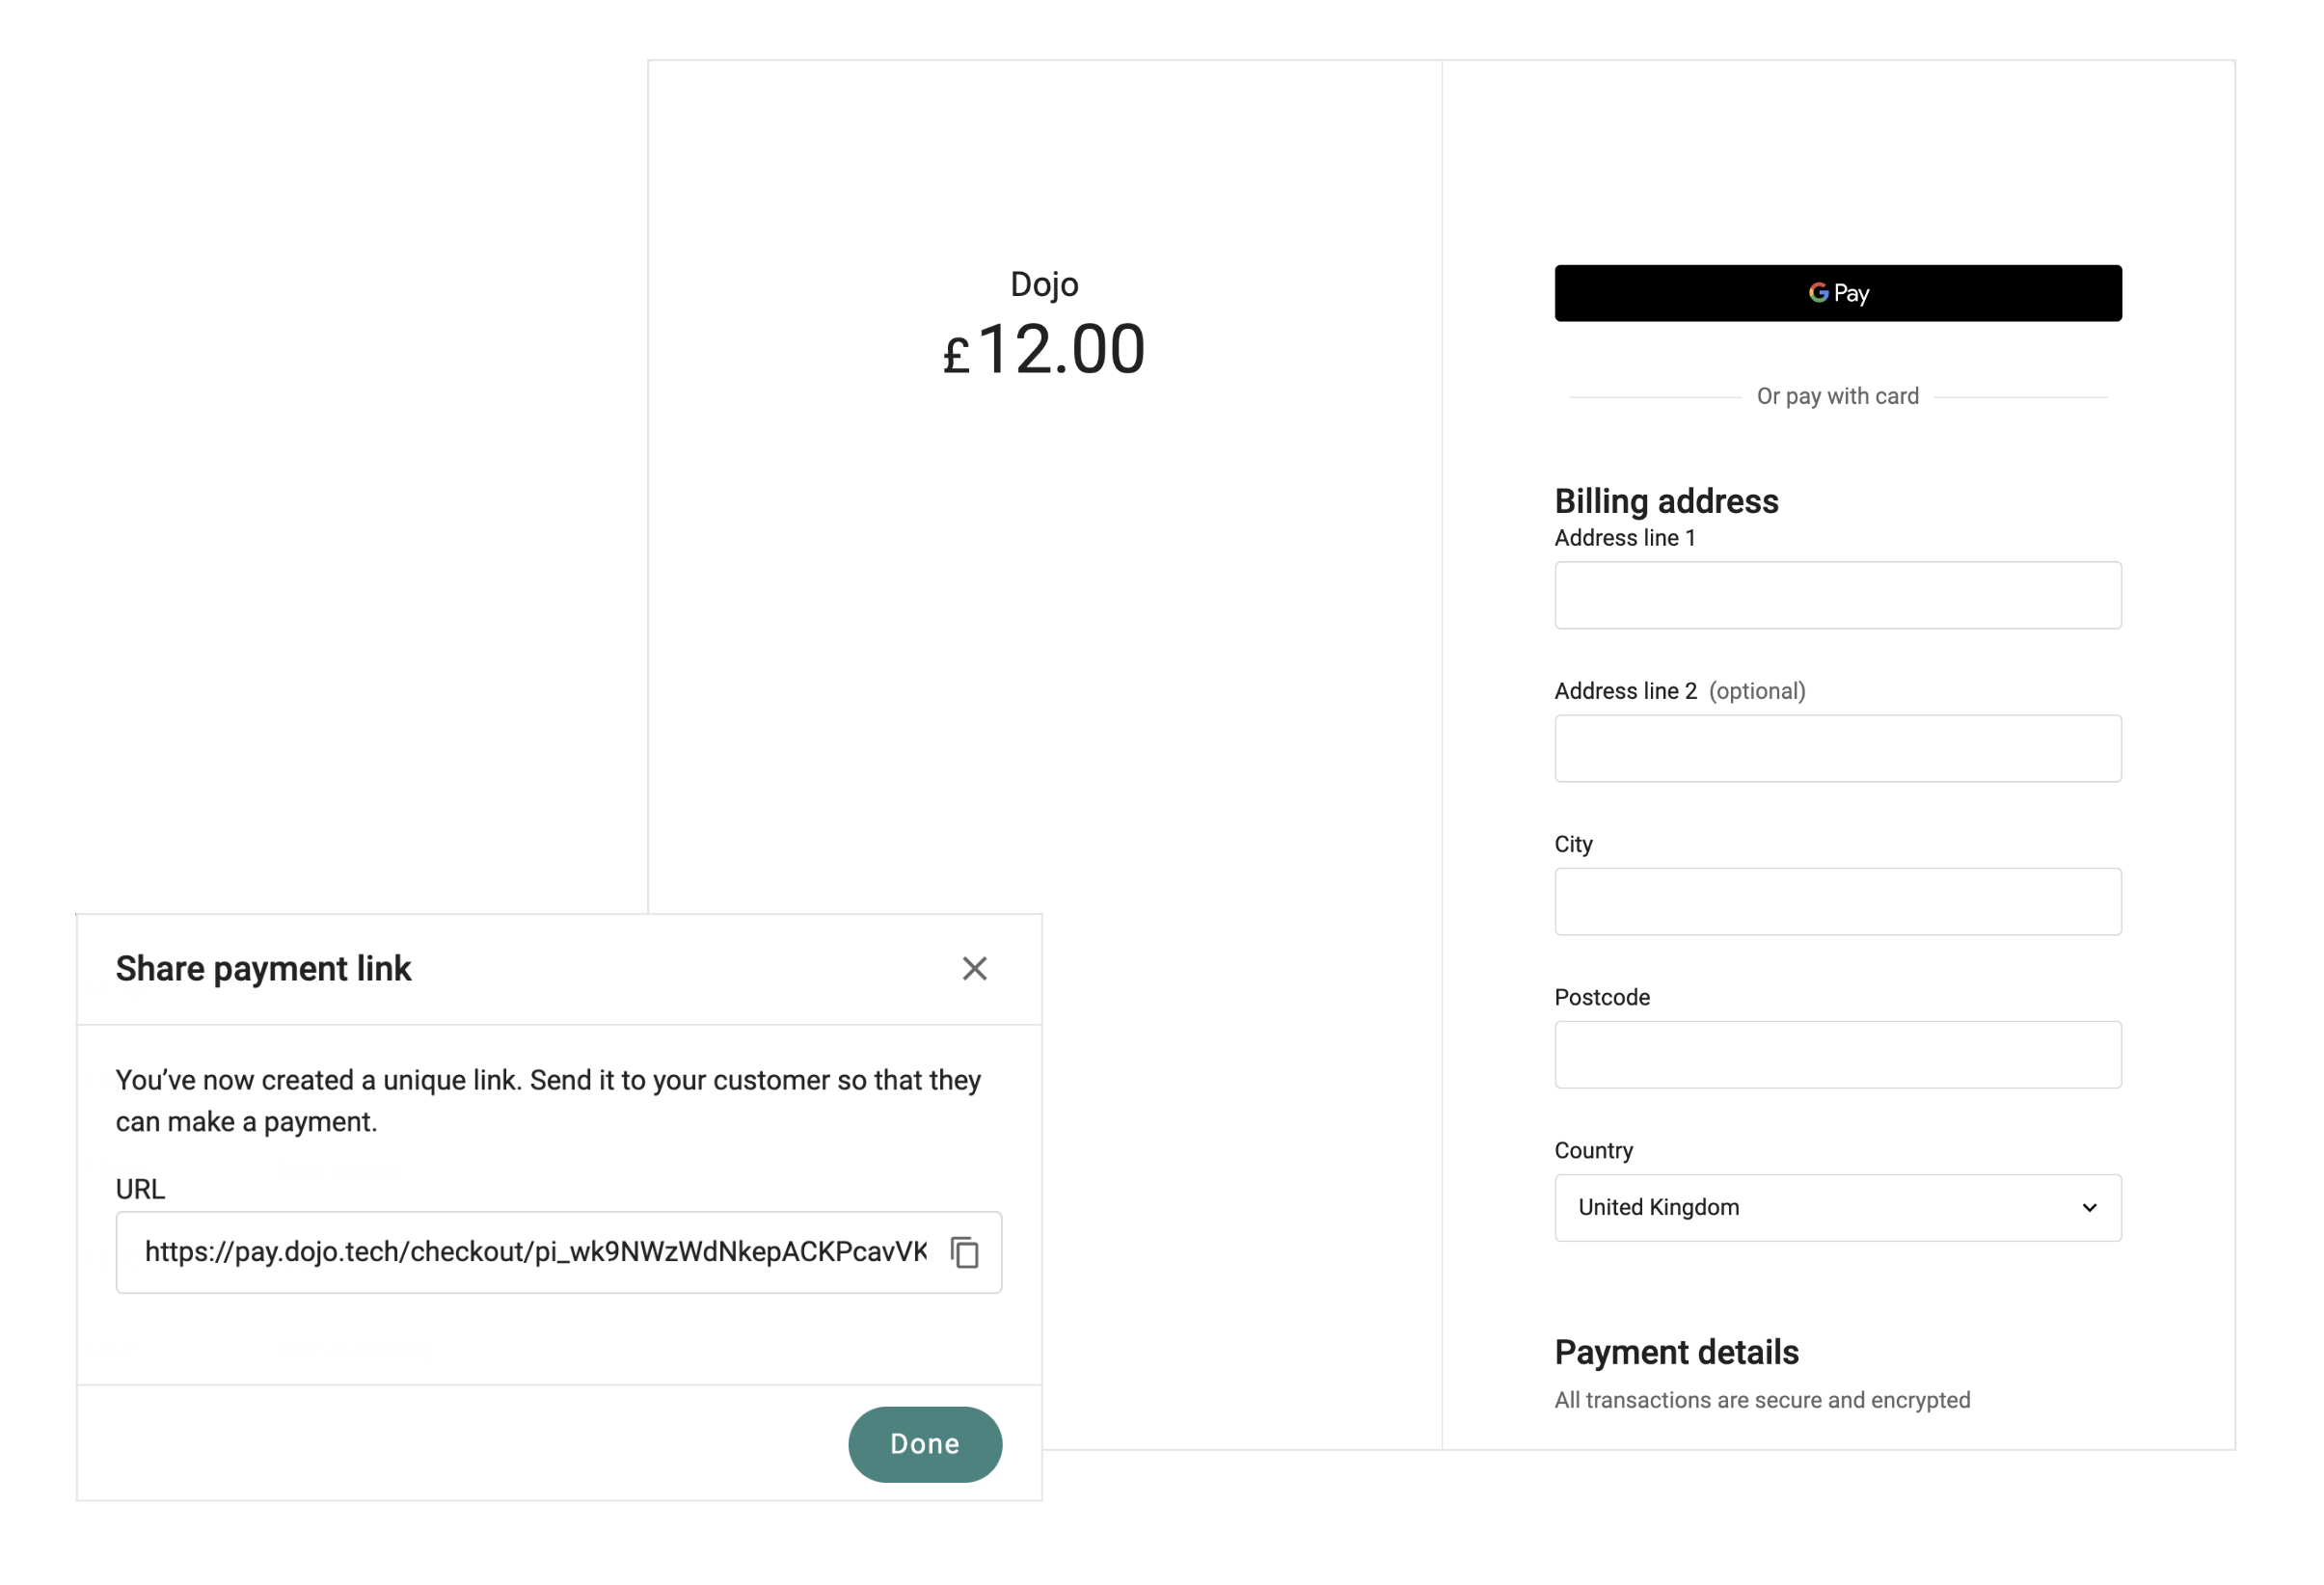 Dojo
£12.00
G Pay
Or pay with card
Billing address
Address line 1
Address line 2 (optional)
City
Postcode
Country
United Kingdom
Payment details
All transactions are secure and encrypted
Share payment link
You’ve now created a unique link. Send it to your customer so that they
can make a payment.
URL
https://pay.dojo.tech/checkout/pi_wk9NWzWdNkepACKPcavVK
Done